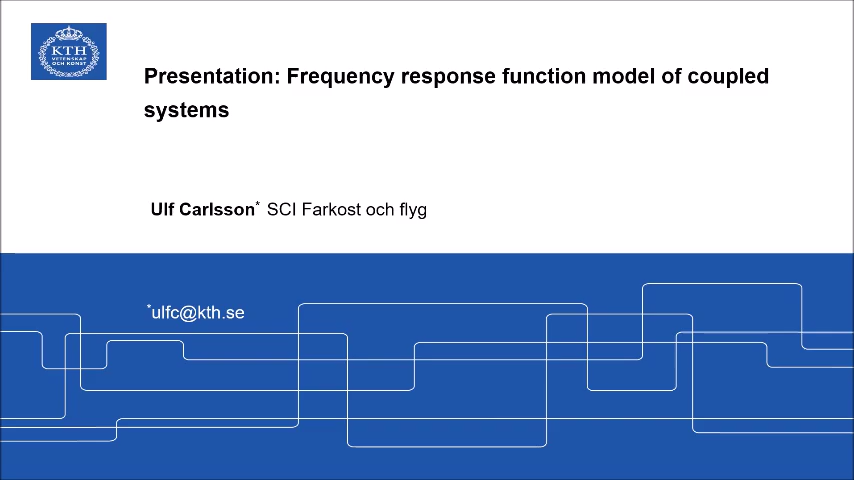 KTH
VETENSKAP
OCH KONST
Presentation: Frequency response function model of coupled
systems
Ulf Carlsson* SCI Farkost och flyg
*ulfc@kth.se